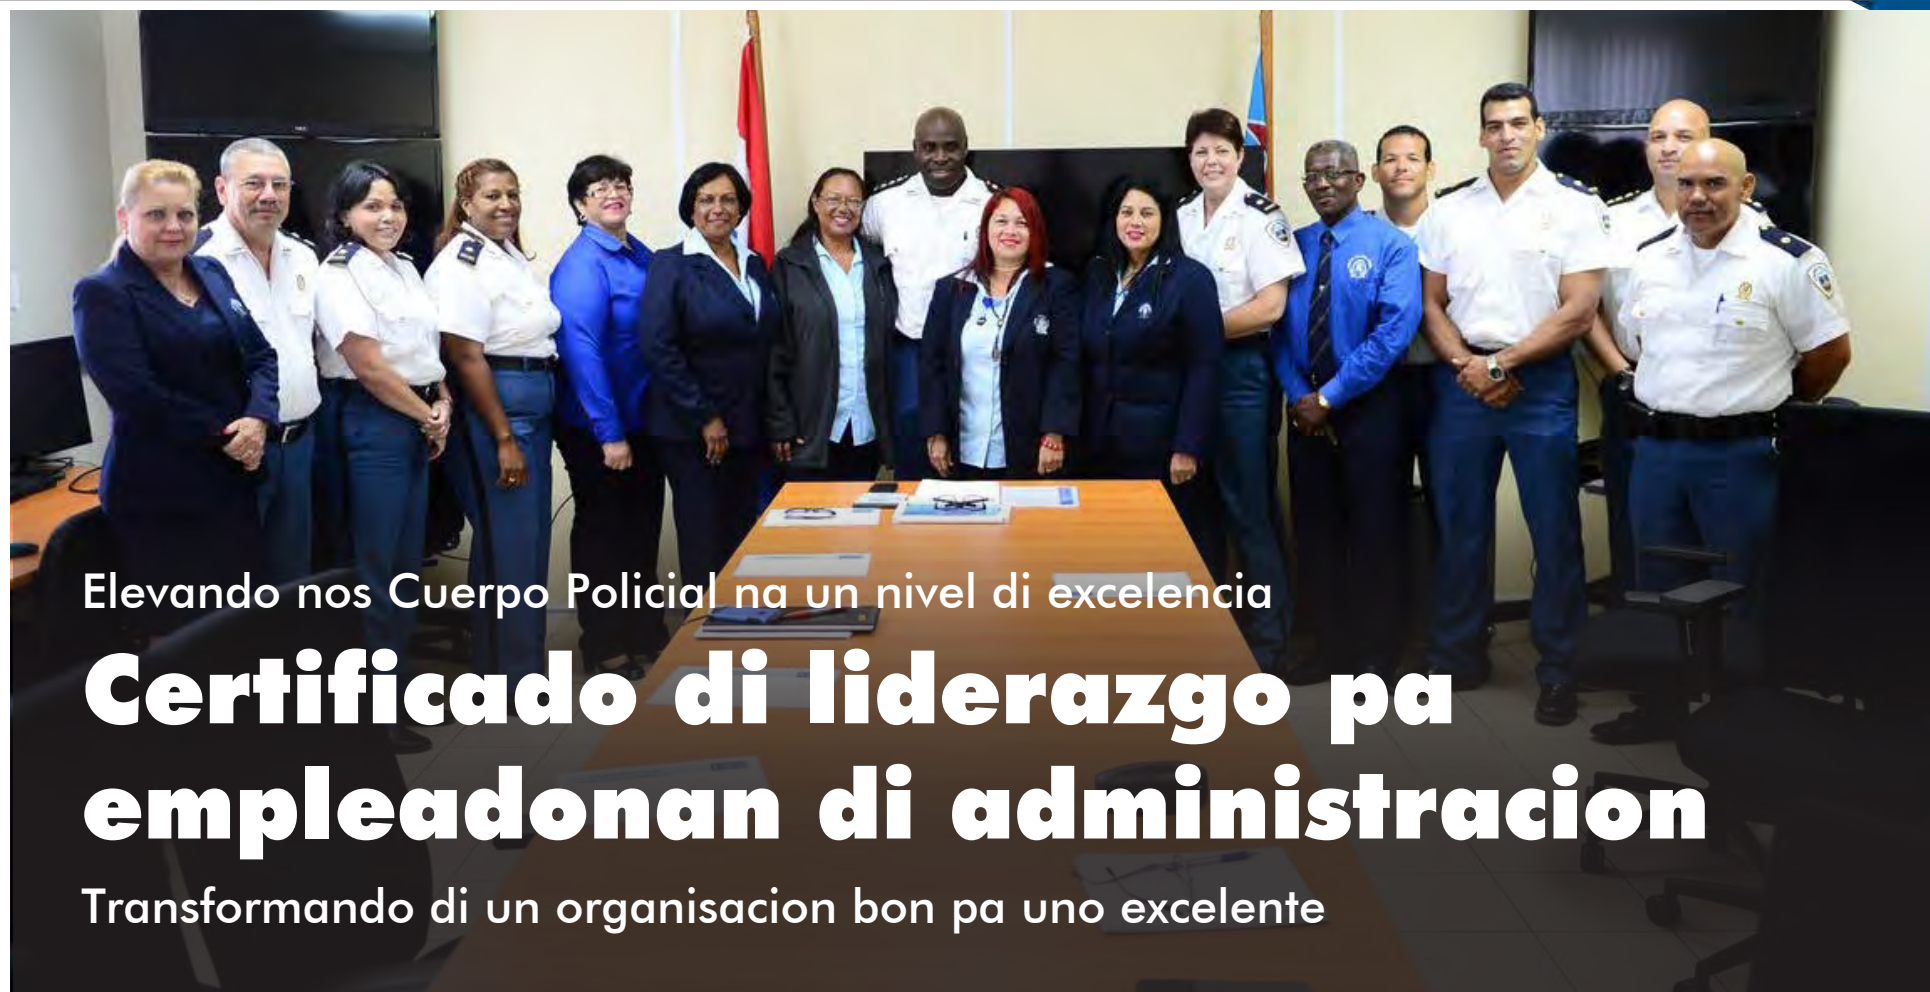 Elevando nos Cuerpo Policial na un nivel di excelencia
Certificado di liderazgo pa
empleadonan di administracion
Transformando di un organisacion bon pa uno excelente